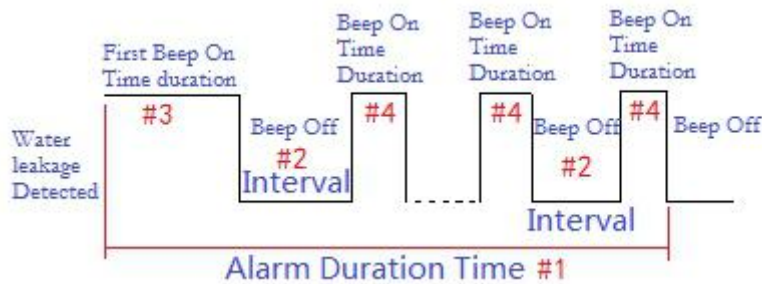 First Beep On
Time duration
#3
Water
leakage
Detected
Beep Off
#2
Interval
Beep On
Time
Duration
#4
Beep On
Time
Duration
#4
Beep Off
#2
Interval
Beep On
Time
Duration
#4
Beep Off
Alarm Duration Time #1